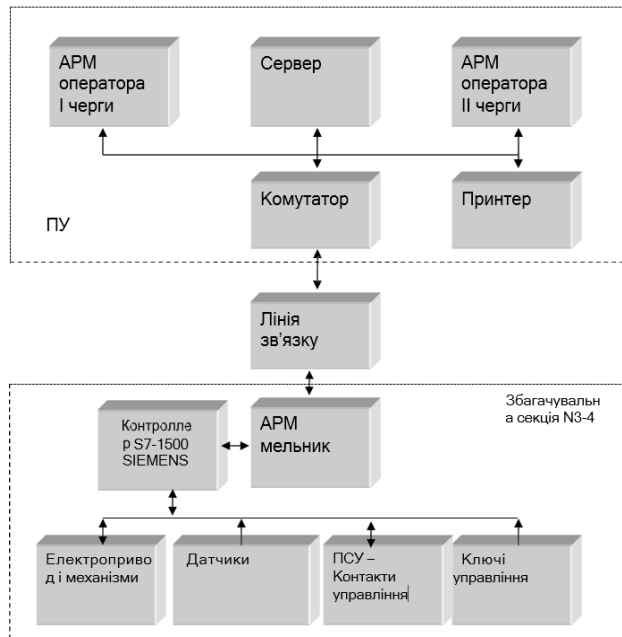 АРМ
оператора
І черги
Сервер
АРМ
оператора
ІІ черги
Комутатор
Принтер
ПУ
Лінія
зв'язку
Збагачувальн
а секція N3-4
Контролле
р S7-1500
SIEMENS
АРМ
мельник
Електроприво
д і механізми
Датчики
ПСУ –
Контакти
управління
Ключі
управління